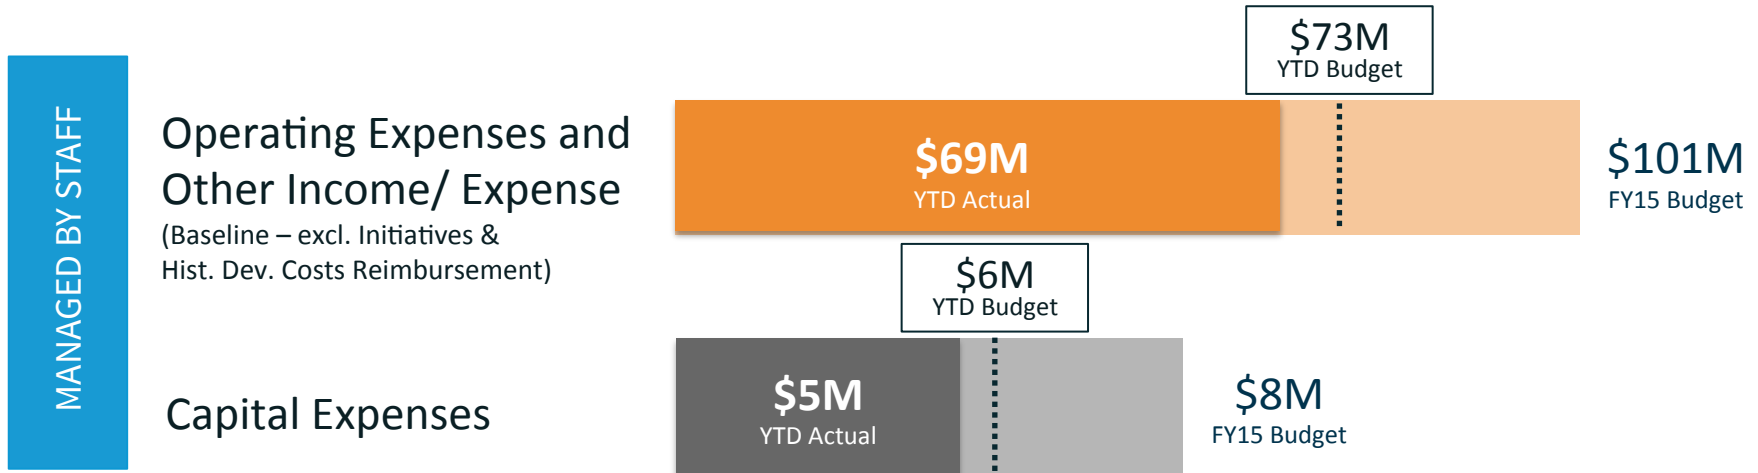 MANAGED BY STAFF
$73M
YTD Budget
Operating Expenses and
Other Income/ Expense
(Baseline – excl. Initiatives &
Hist. Dev. Costs Reimbursement)
$69M
YTD Actual
$101M
FY15 Budget
$6M
YTD Budget
Capital Expenses
$5M
YTD Actual
$8M
FY15 Budget